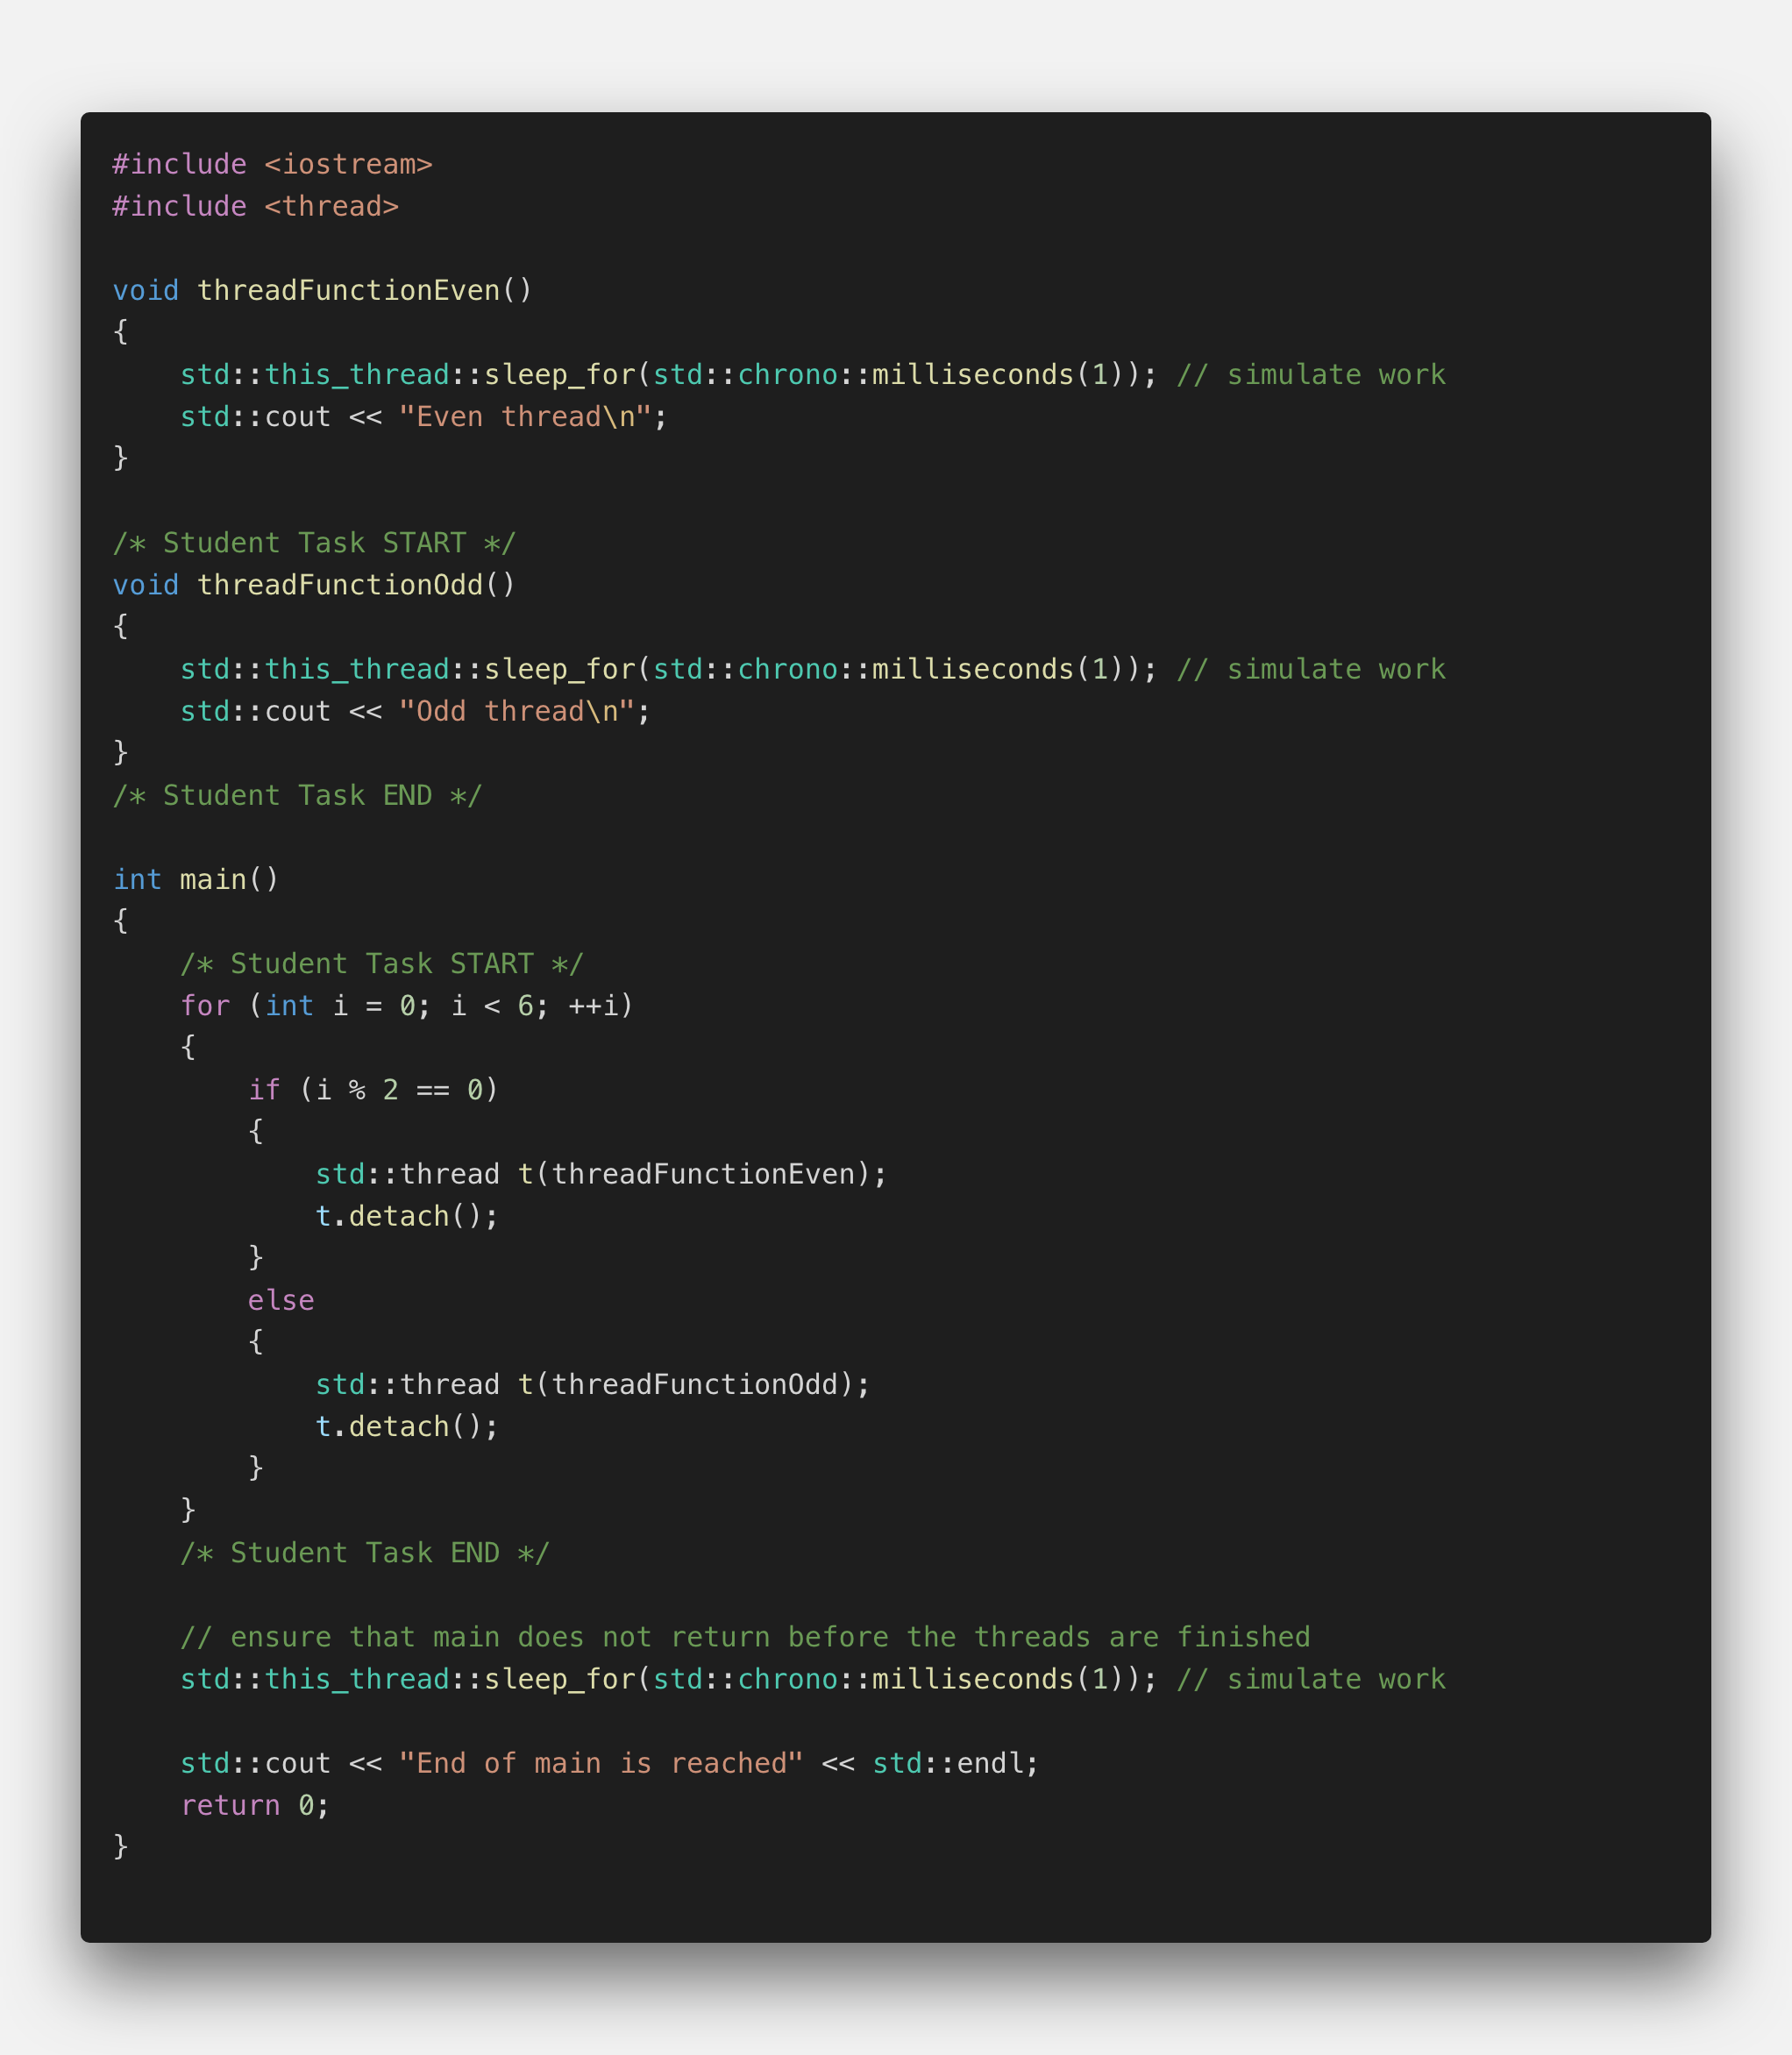 #include <iostream>
#include <thread>

void threadFunctionEven()
{
    std::this_thread::sleep_for(std::chrono::milliseconds(1)); // simulate work
    std::cout << "Even thread\n";
}

/* Student Task START */
void threadFunctionOdd()
{
    std::this_thread::sleep_for(std::chrono::milliseconds(1)); // simulate work
    std::cout << "Odd thread\n";
}
/* Student Task END */

int main()
{
    /* Student Task START */
    for (int i = 0; i < 6; ++i)
    {
        if (i % 2 == 0)
        {
            std::thread t(threadFunctionEven);
            t.detach();
        }
        else
        {
            std::thread t(threadFunctionOdd);
            t.detach();
        }
    }
    /* Student Task END */

    // ensure that main does not return before the threads are finished
    std::this_thread::sleep_for(std::chrono::milliseconds(1)); // simulate work

    std::cout << "End of main is reached" << std::endl;
    return 0;
}